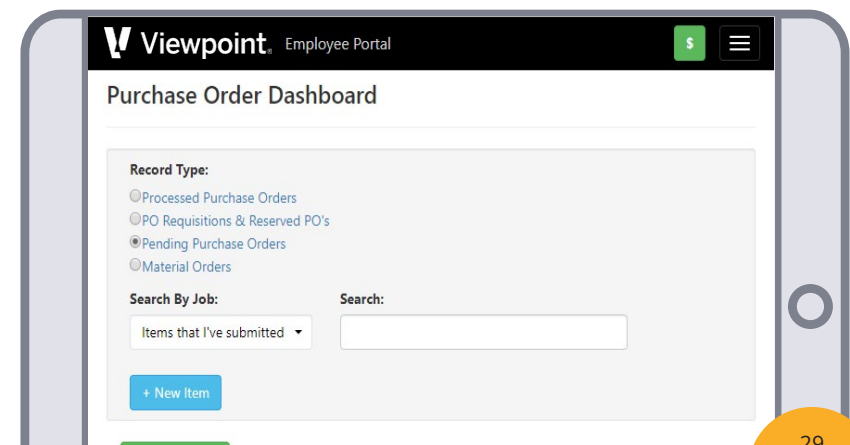 Viewpoint. Employee Portal $
Purchase Order Dashboard
Record Type:
Processed Purchase Orders
PO Requisitions & Reserved PO's
Pending Purchase Orders
Material Orders
Search By Job: Search:
Items that I've submitted
+ New Item
29